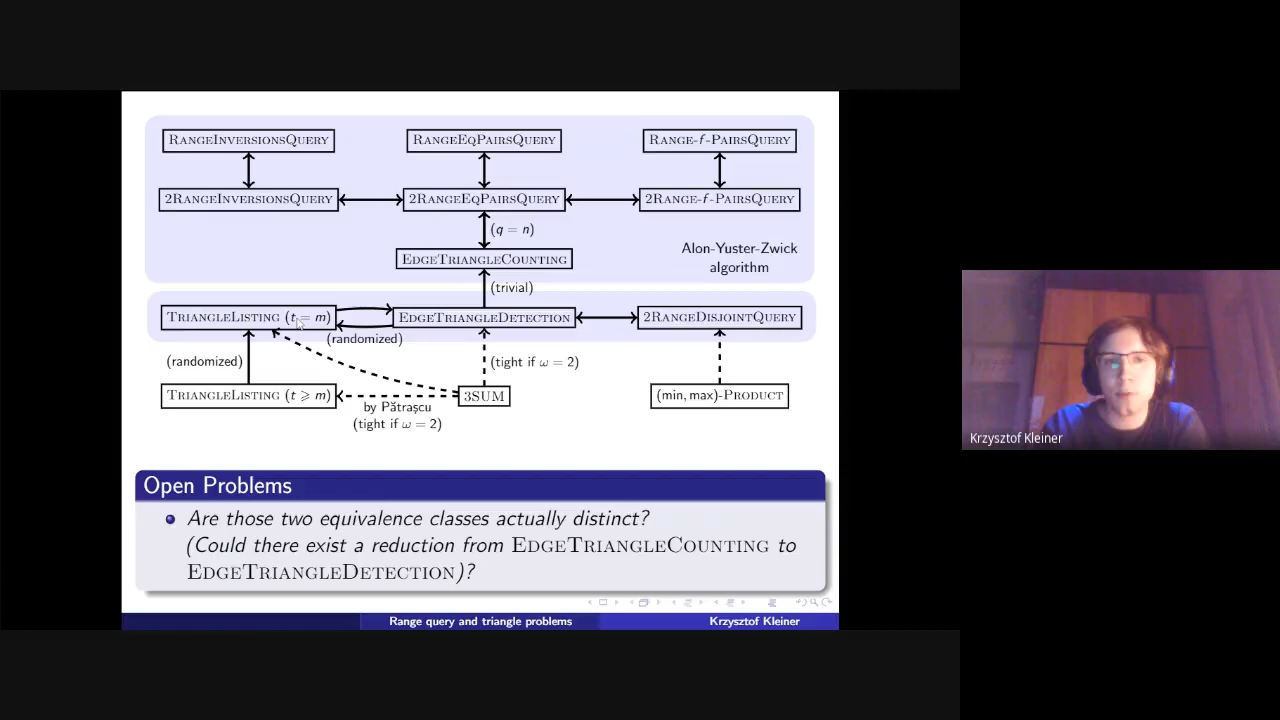 RANGEINVERSIONSQUERY
RANGEEQPAIRSQUERY
RANGE-f-PAIRSQUERY
2RANGEINVERSIONSQUERY
2RANGEEQPAIRSQUERY
2RANGE-f-PAIRSQUERY
(q = n)
EDGETRIANGLECOUNTING
Alon-Yuster-Zwick
algorithm
(trivial)
TRIANGLELISTING (t = m)
EDGETRIANGLEDETECTION
2RANGEDISJOINTQUERY
(randomized)
(randomized)
(tight if ω = 2)
TRIANGLELISTING (t ⩾ m)
3SUM
(min, max)-PRODUCT
by Pătraşcu
(tight if ω = 2)
Open Problems
Are those two equivalence classes actually distinct?
(Could there exist a reduction from EDGETRIANGLECOUNTING to
EDGETRIANGLEDETECTION)?
Range query and triangle problems
Krzysztof Kleiner
Krzysztof Kleiner